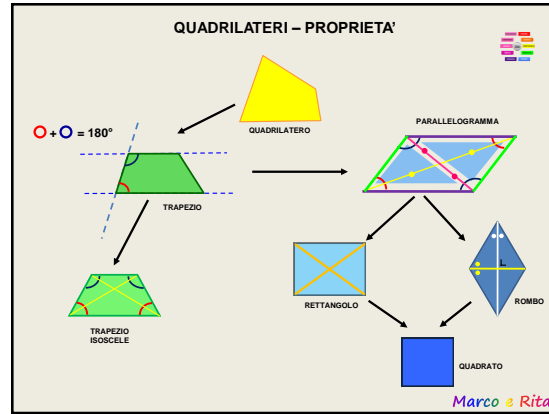 QUADRILATERI – PROPRIETA'
QUADRILATERO
PARALLELOGRAMMA
O + O = 180°
TRAPEZIO
RETTANGOLO
L
ROMBO
TRAPEZIO
ISOSCELE
QUADRATO
Marco e Rita